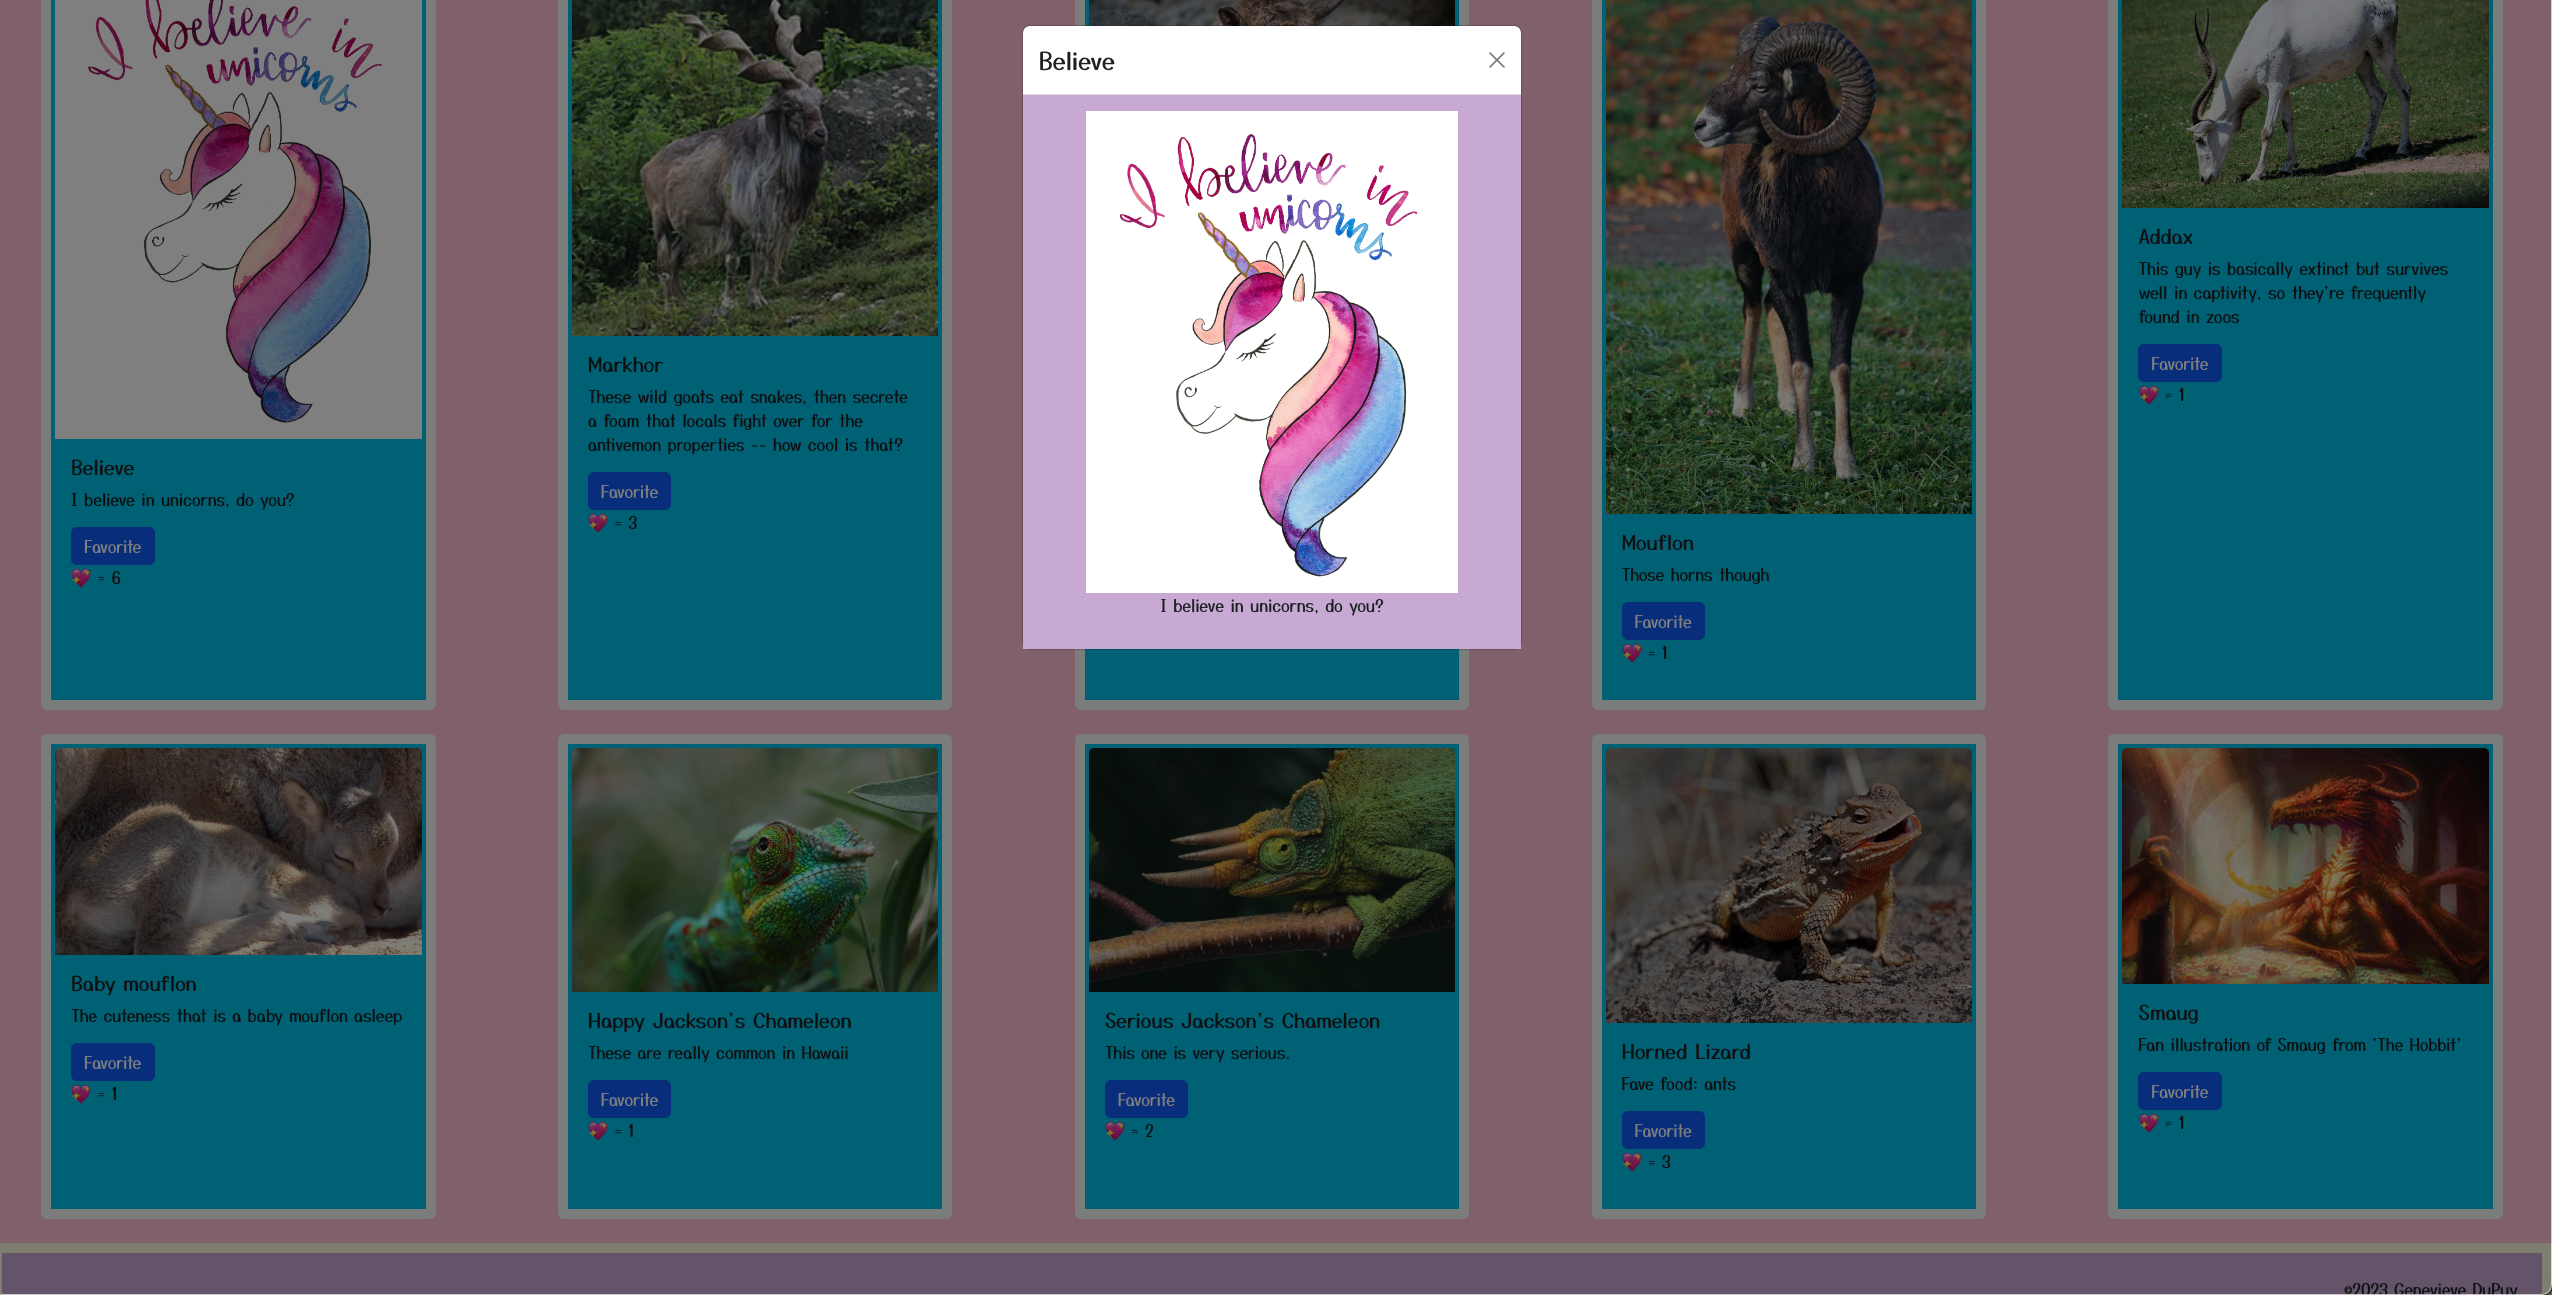 I believe in
unicorns
Believe
I believe in unicorns, do you?
Favorite
💖 = 6
Markhor
These wild goats eat snakes, then secrete
a foam that locals fight over for the
antivemon properties -- how cool is that?
Favorite
💖 = 3
Believe
I believe in
unicorns
I believe in unicorns, do you?
Mouflon
Those horns though
Favorite
💖 = 1
Addax
This guy is basically extinct but survives
well in captivity, so they're frequently
found in zoos
Favorite
💖 = 1
Baby mouflon
The cuteness that is a baby mouflon asleep
Favorite
💖 = 1
Happy Jackson's Chameleon
These are really common in Hawaii
Favorite
💖 = 1
Serious Jackson's Chameleon
This one is very serious.
Favorite
💖 = 2
Horned Lizard
Fave food: ants
Favorite
💖 = 3
Smaug
Fan illustration of Smaug from 'The Hobbit'
Favorite
💖 = 1
©2023 Genevieve DuPuy